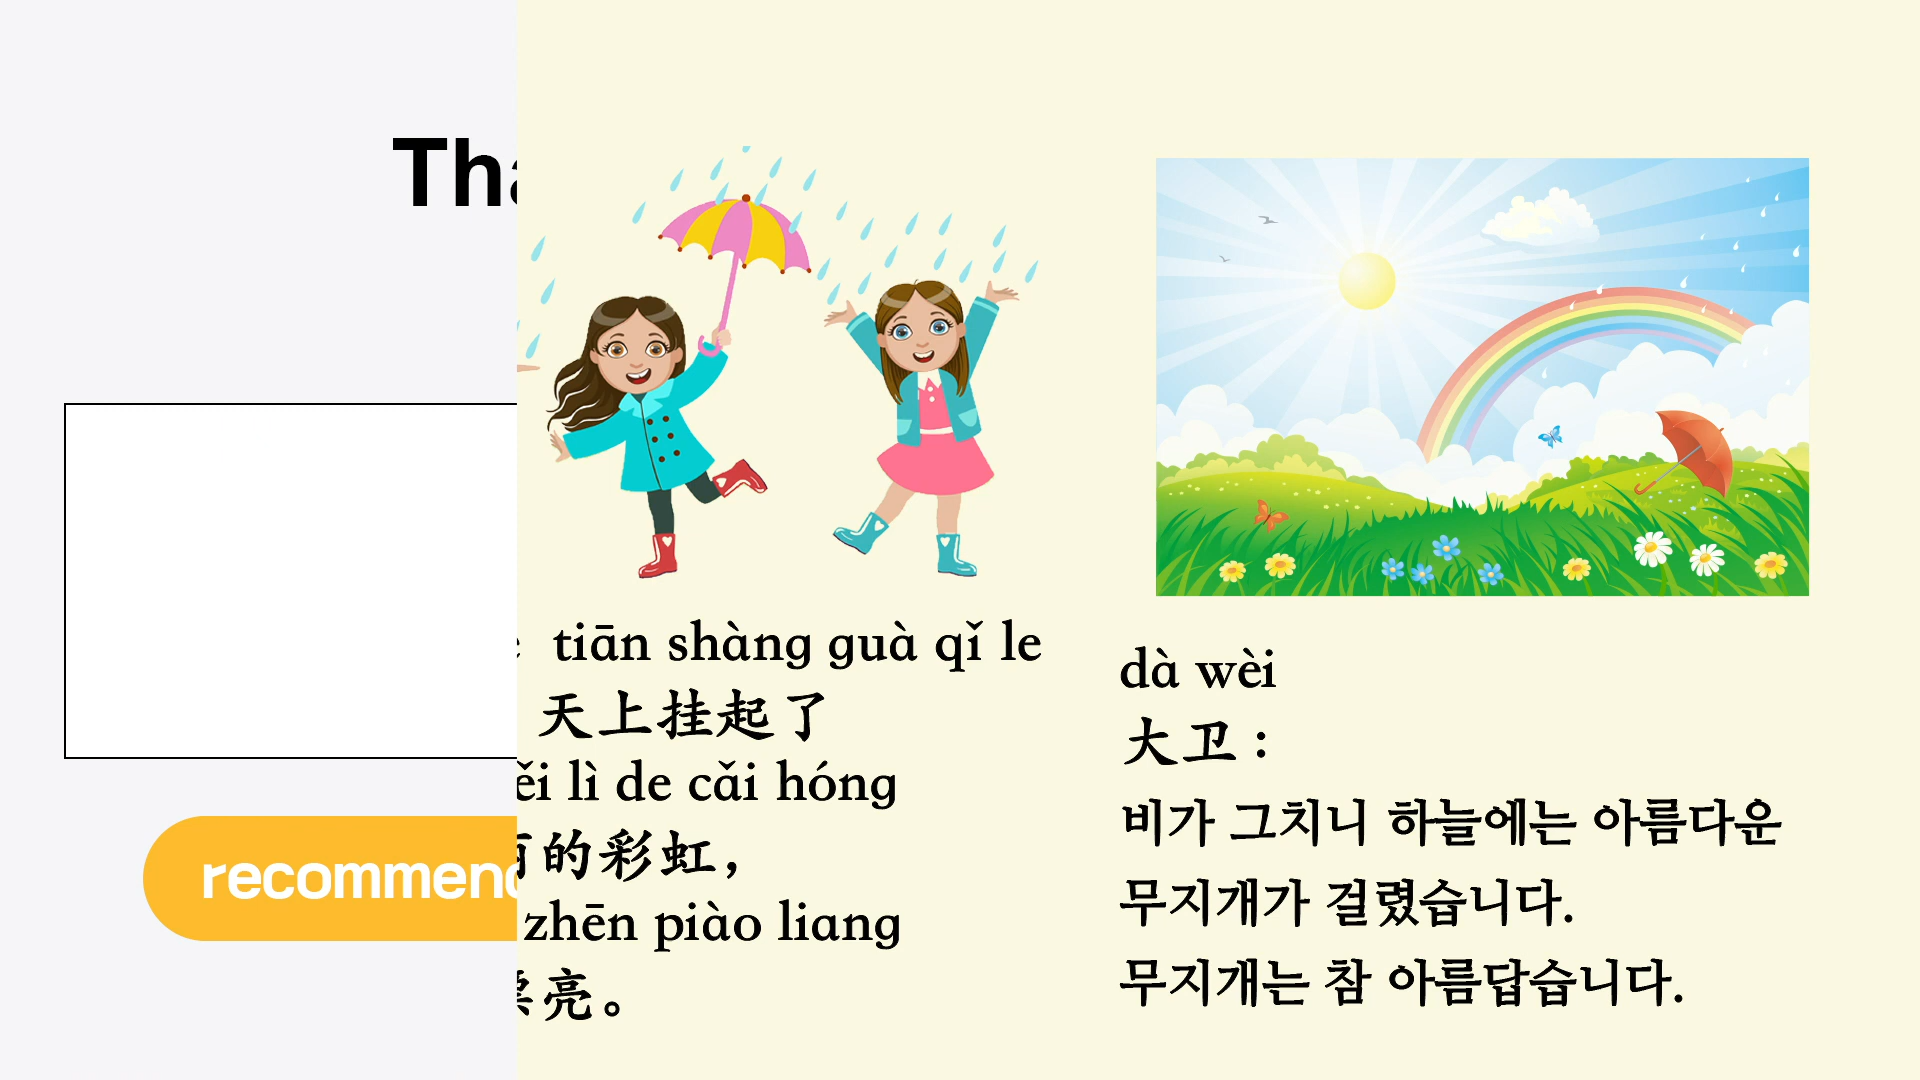 tiān shàng guà qǐ le
天上挂起了
lì de cǎi hóng
的彩虹，
zhēn piào liang
亮。
dà wèi
大卫：
비가 그치니 하늘에는 아름다운
무지개가 걸렸습니다.
무지개는 참 아름답습니다.